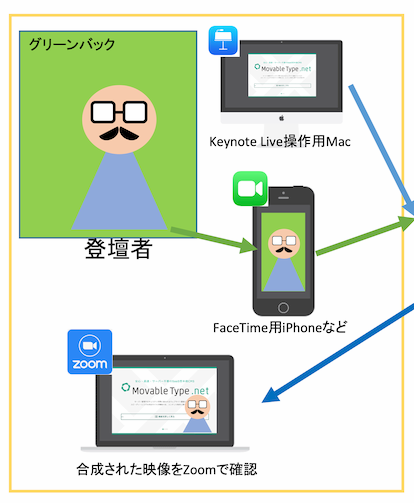 グリーンバック
MovableType.net
Keynote Live操作用Mac
登壇者
FaceTime用iPhoneなど
zoom
MovableType.net
合成された映像をZoomで確認